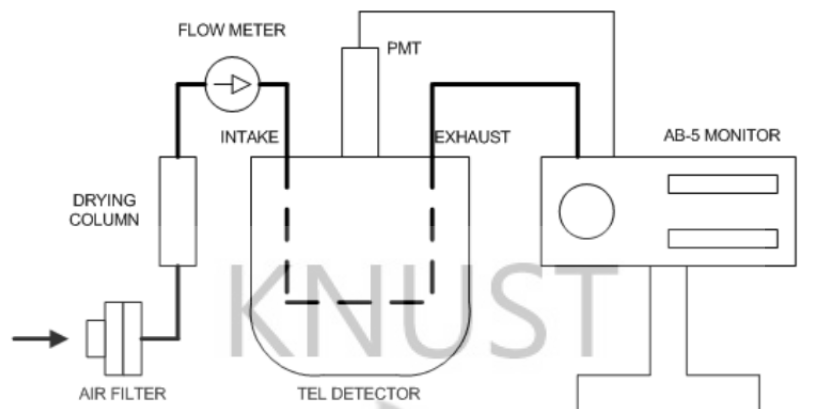 FLOW METER
PMT
INTAKE
EXHAUST
AB-5 MONITOR
DRYING
COLUMN
KNUST
AIR FILTER
TEL DETECTOR